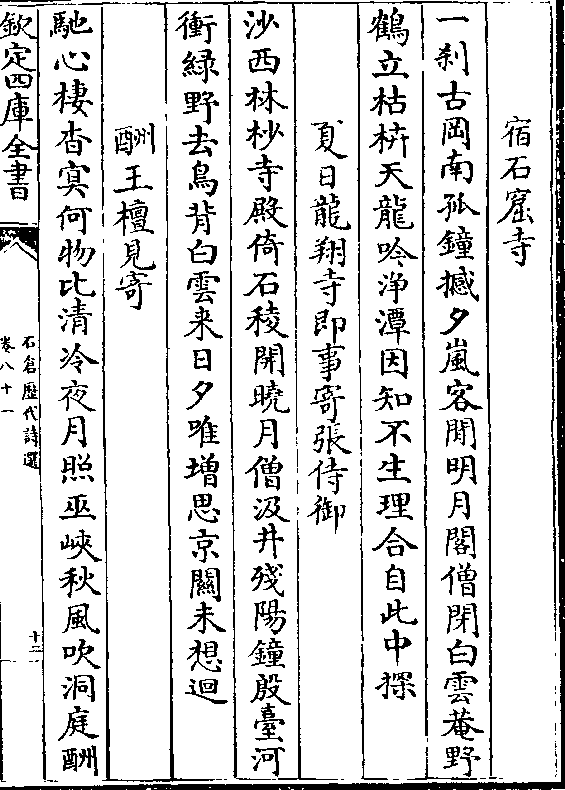 宿石窟寺
一刹古岡南孤鐘撼夕嵐客開明月閣僧閉白雲菴野
鶴立枯枿天龍吟浄潭因知不生理合自此中探
夏日龍翔寺即事寄張侍御
沙西林杪寺殿倚石稜開曉月僧汲井殘陽鐘殷臺河
衝緑野去鳥背白雲来日夕唯增思京關未想迴
酬王檀見寄
馳心棲杳冥何物比清冷夜月照巫峽秋風吹洞庭酬
欽定四庫全書
石倉歷代詩選
卷八十一
十二